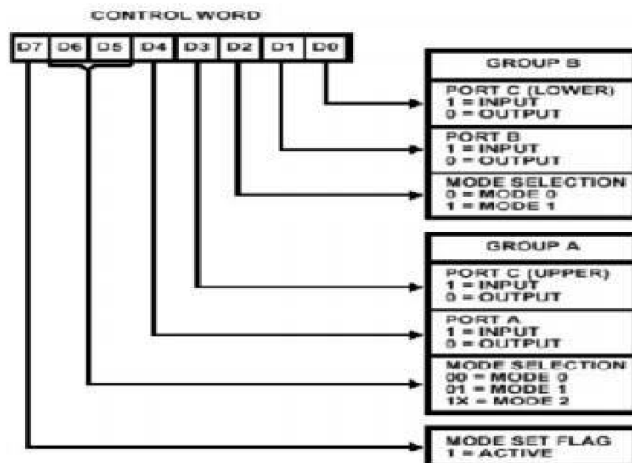 CONTROL WORD
D7 D6 D5 D4 D3 D2 D1 D0
GROUP B
PORT C (LOWER)
1 = INPUT
0 = OUTPUT
PORT B
1 = INPUT
0 = OUTPUT
MODE SELECTION
0 = MODE 0
1 = MODE 1
GROUP A
PORT C (UPPER)
1 = INPUT
0 = OUTPUT
PORT A
1 = INPUT
0 = OUTPUT
MODE SELECTION
00 = MODE 0
01 = MODE 1
1X = MODE 2
MODE SET FLAG
1 = ACTIVE